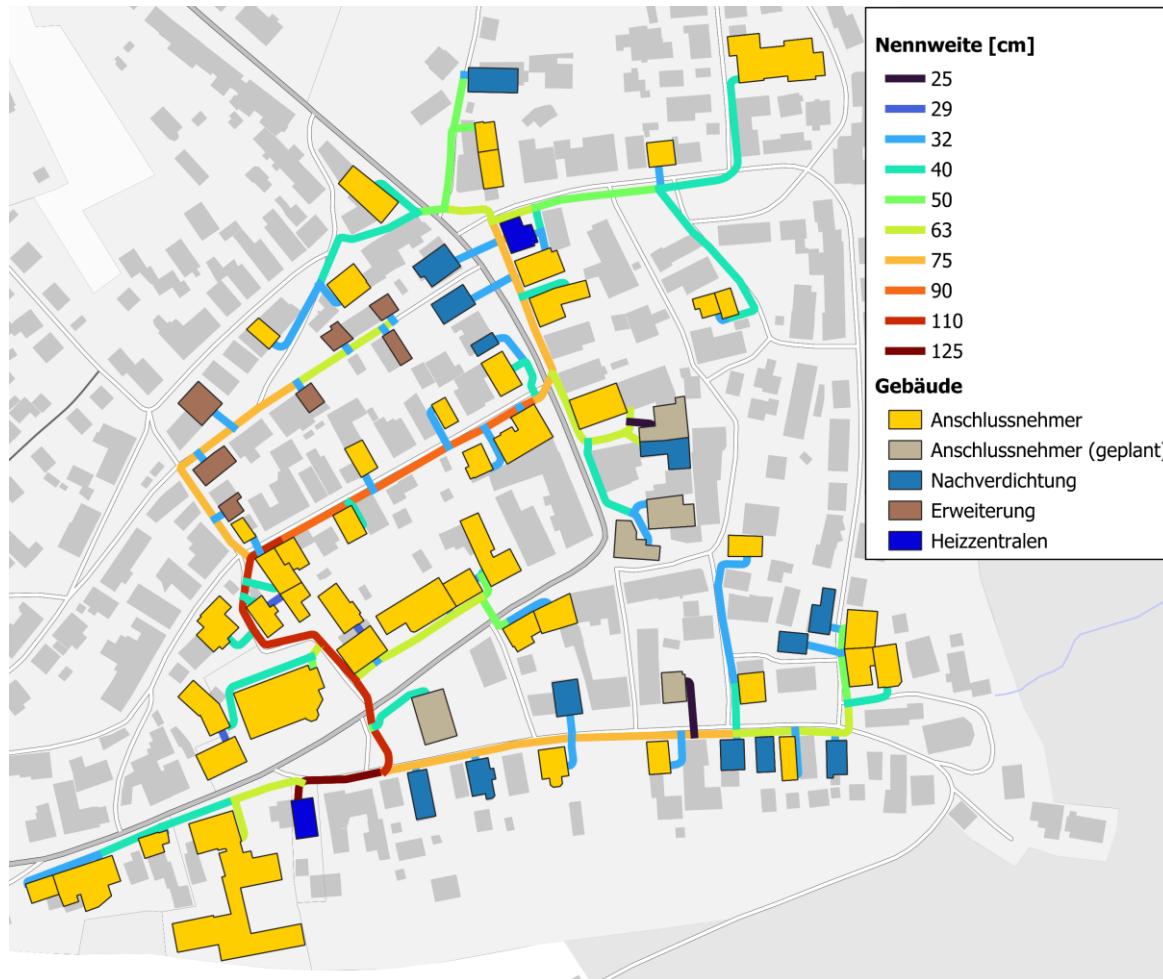 Nennweite [cm]
25
29
32
40
50
63
75
90
110
125
Gebäude
Anschlussnehmer
Anschlussnehmer (geplant)
Nachverdichtung
Erweiterung
Heizzentralen